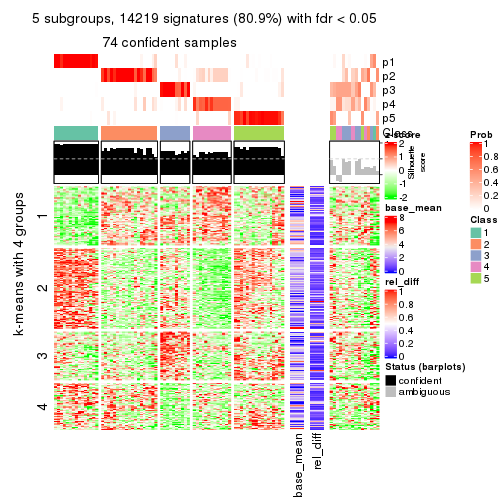 5 subgroups, 14219 signatures (80.9%) with fdr < 0.05
74 confident samples
p1
p2
p3
p4
p5
Class
z-score
2
1
0
-1
-2
Silhouette
score
Prob
1
0.8
0.6
0.4
0.2
0
base_mean
8
6
4
2
0
Class
1
2
3
4
5
rel_diff
1
0.8
0.6
0.4
0.2
0
Status (barplots)
confident
ambiguous
k-means with 4 groups
1
2
3
4
base_mean
rel_diff